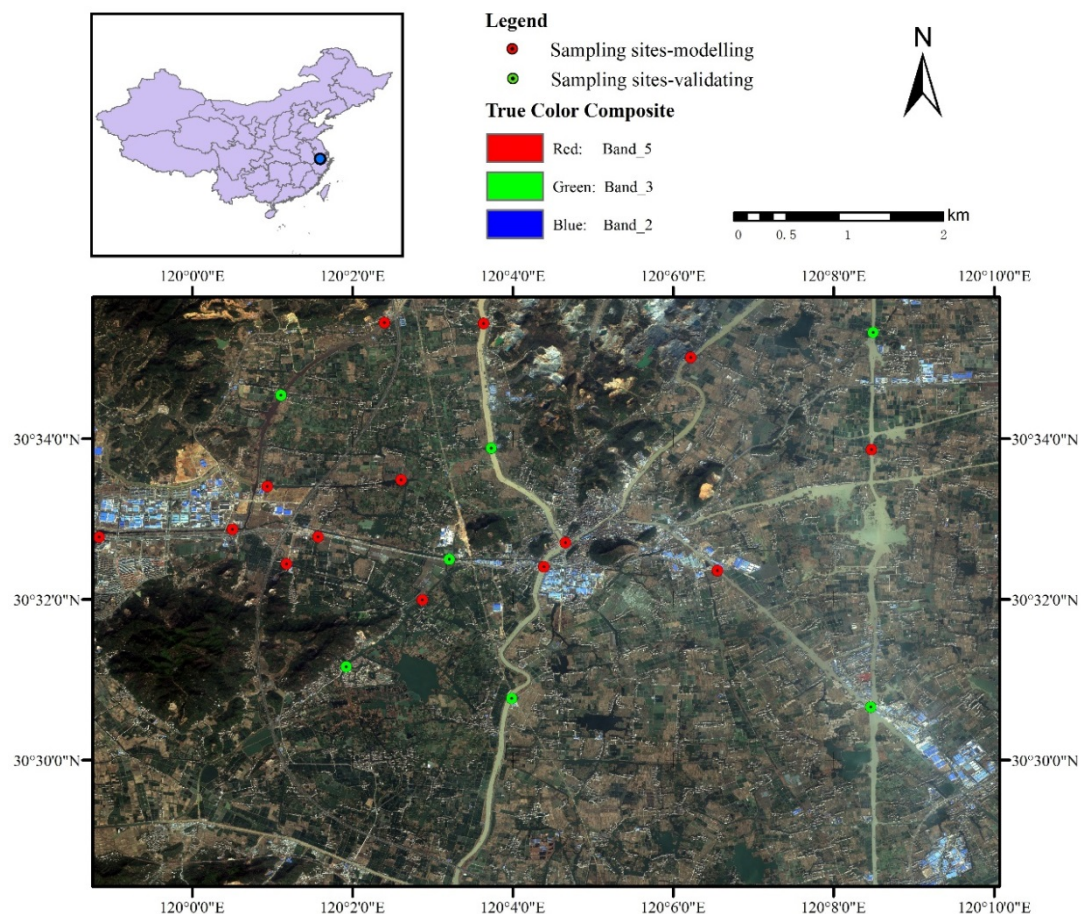 Legend
Sampling sites-modelling
Sampling sites-validating
True Color Composite
Red: Band_5
Green: Band_3
Blue: Band_2
N
km
0 0.5 1 2
120°0'0"E 120°2'0"E 120°4'0"E 120°6'0"E 120°8'0"E 120°10'0"E
30°34'0"N 30°34'0"N
30°32'0"N 30°32'0"N
30°30'0"N 30°30'0"N
120°0'0"E 120°2'0"E 120°4'0"E 120°6'0"E 120°8'0"E 120°10'0"E